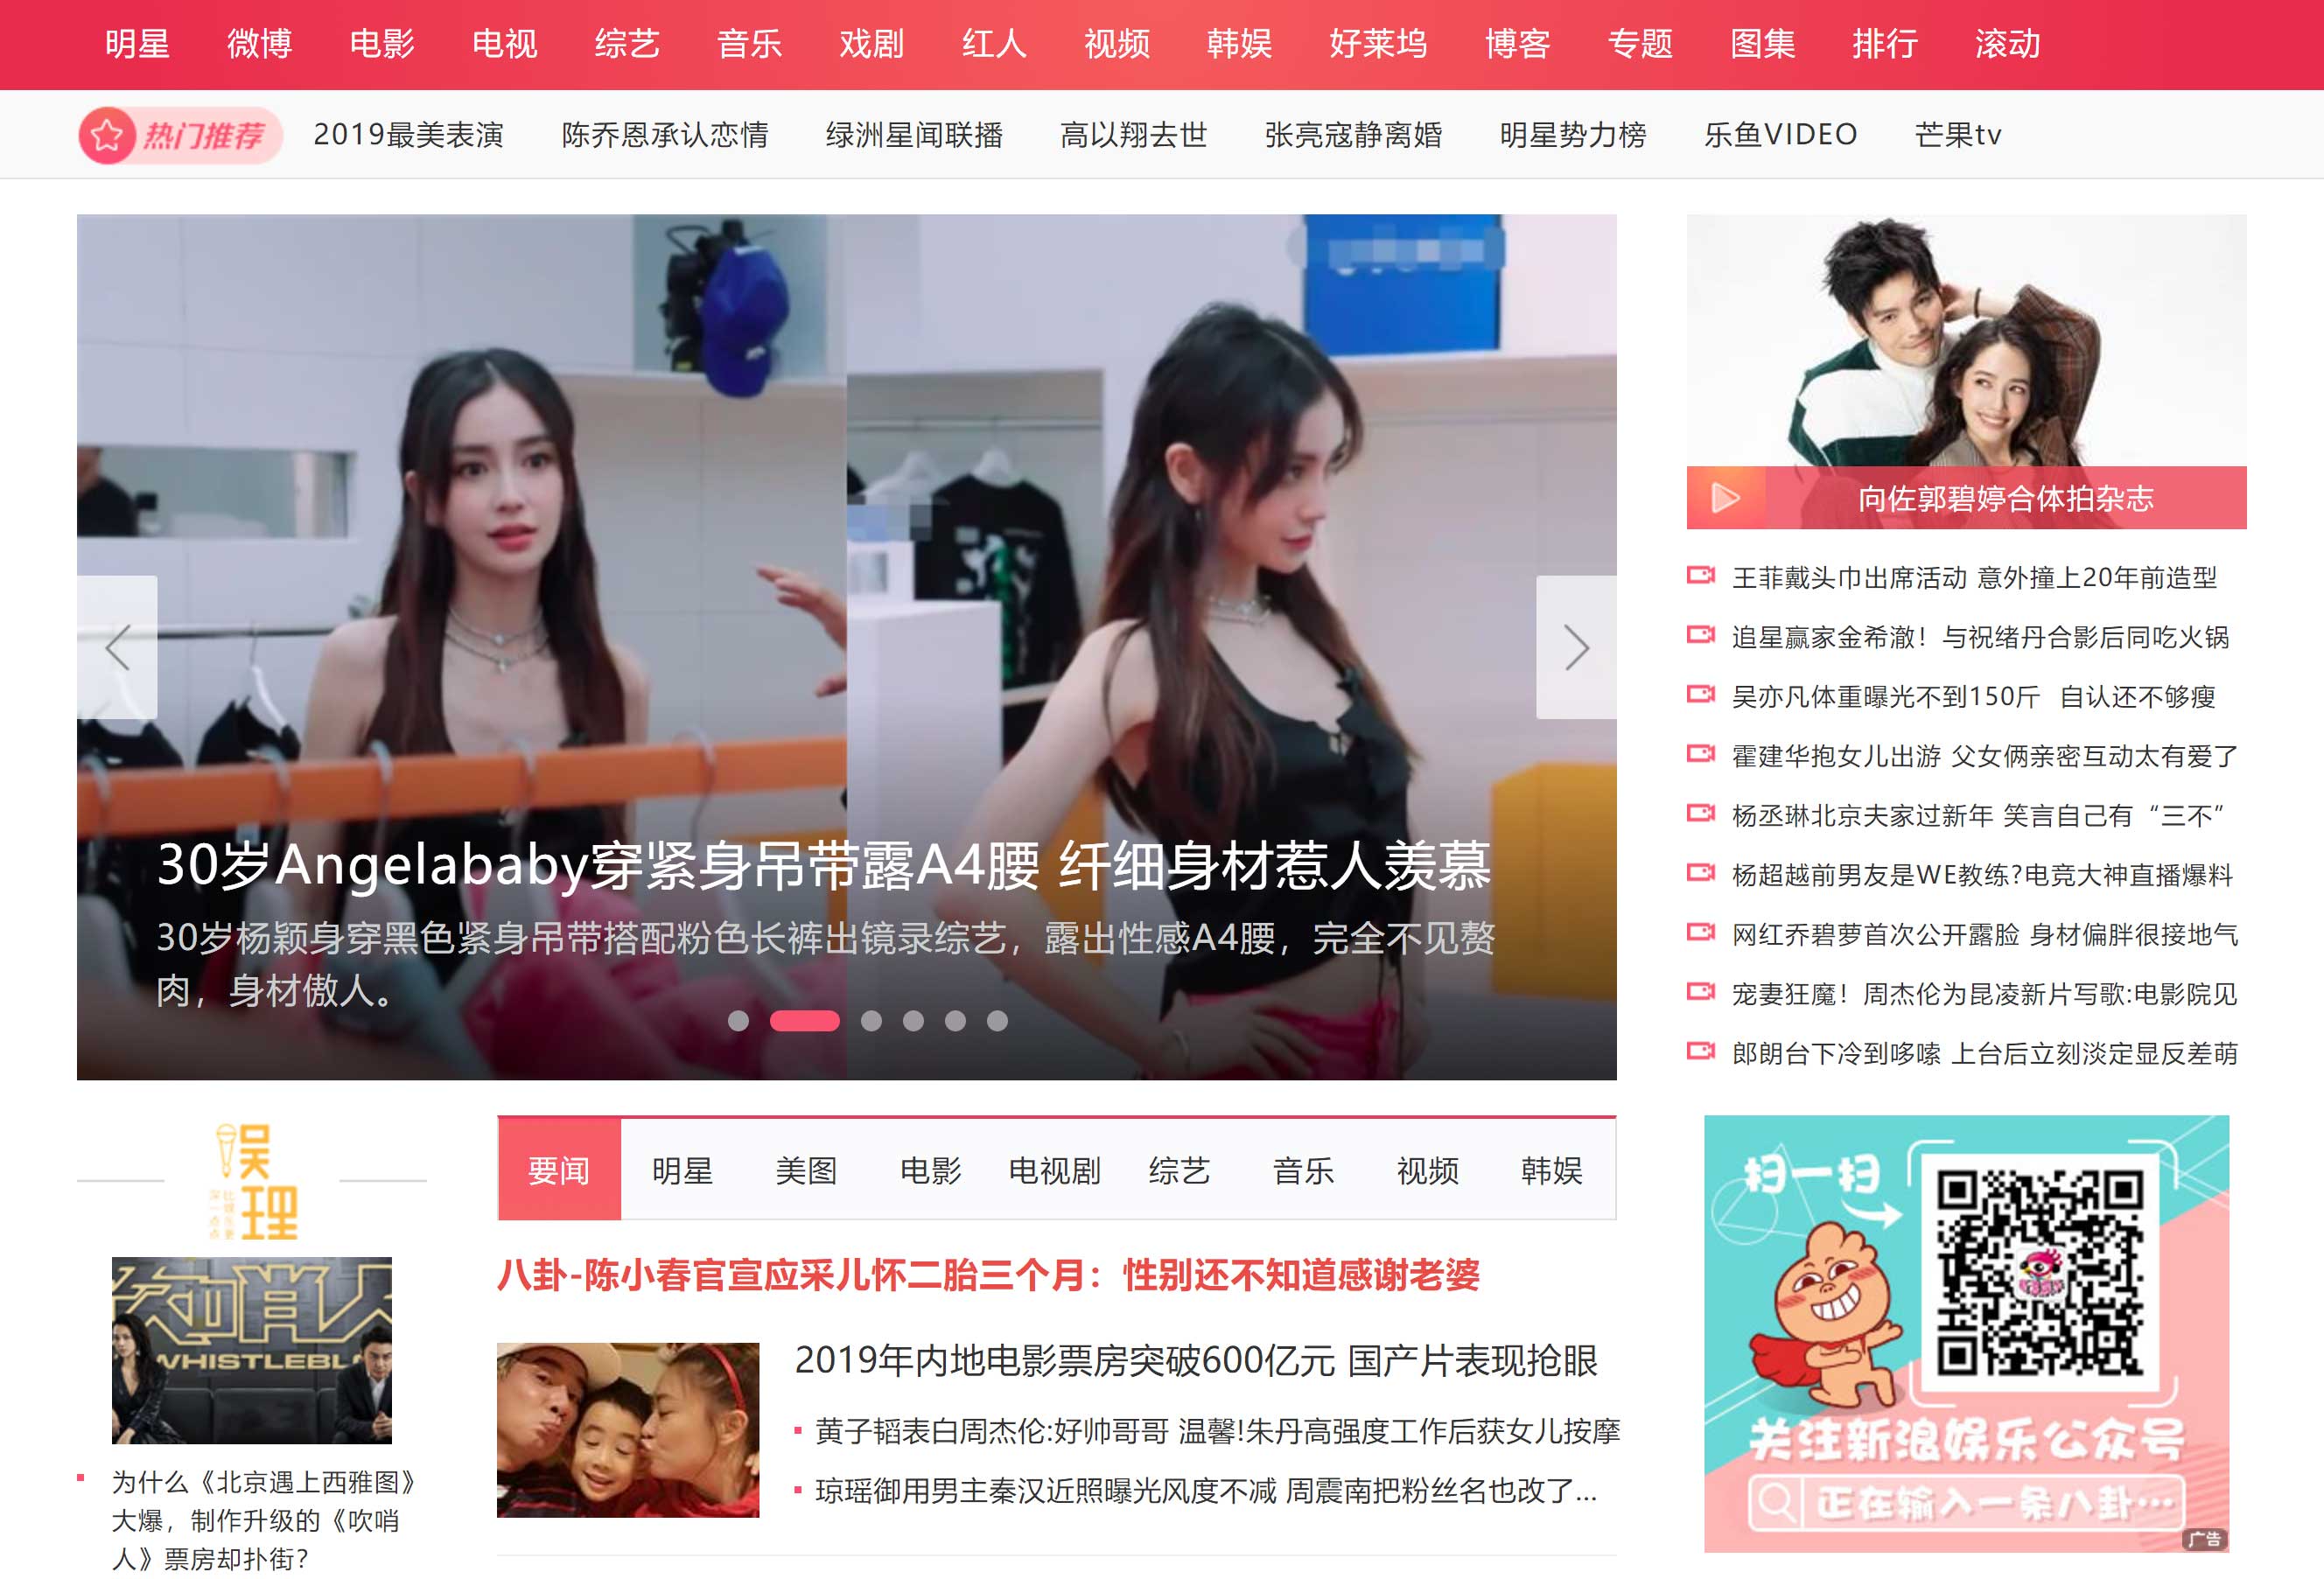 明星 微博 电影 电视 综艺 音乐 戏剧 红人 视频 韩娱 好莱坞 博客 专题 图集 排行 滚动
热门推荐 2019最美表演 陈乔恩承认恋情 绿洲星闻联播 高以翔去世 张亮寇静离婚 明星势力榜 乐鱼VIDEO 芒果tv
30岁Angelababy穿紧身吊带露A4腰 纤细身材惹人羡慕
30岁杨颖身穿黑色紧身吊带搭配粉色长裤出镜录综艺，露出性感A4腰，完全不见赘
肉，身材傲人。
向佐郭碧婷合体拍杂志
王菲戴头巾出席活动 意外撞上20年前造型
追星赢家金希澈！与祝绪丹合影后同吃火锅
吴亦凡体重曝光不到150斤 自认还不够瘦
霍建华抱女儿出游 父女俩亲密互动太有爱了
杨丞琳北京夫家过新年 笑言自己有“三不”
杨超越前男友是WE教练?电竞大神直播爆料
网红乔碧萝首次公开露脸 身材偏胖很接地气
宠妻狂魔！周杰伦为昆凌新片写歌:电影院见
郎朗台下冷到哆嗦 上台后立刻淡定显反差萌
娱
理
比娱乐更
深一点点
吹哨人
WHISTLEBL
为什么《北京遇上西雅图》
大爆，制作升级的《吹哨
人》票房却扑街？
要闻 明星 美图 电影 电视剧 综艺 音乐 视频 韩娱
八卦-陈小春官宣应采儿怀二胎三个月：性别还不知道感谢老婆
2019年内地电影票房突破600亿元 国产片表现抢眼
黄子韬表白周杰伦:好帅哥哥 温馨!朱丹高强度工作后获女儿按摩
琼瑶御用男主秦汉近照曝光风度不减 周震南把粉丝名也改了...
扫一扫
关注新浪娱乐公众号
正在输入一条八卦…
广告